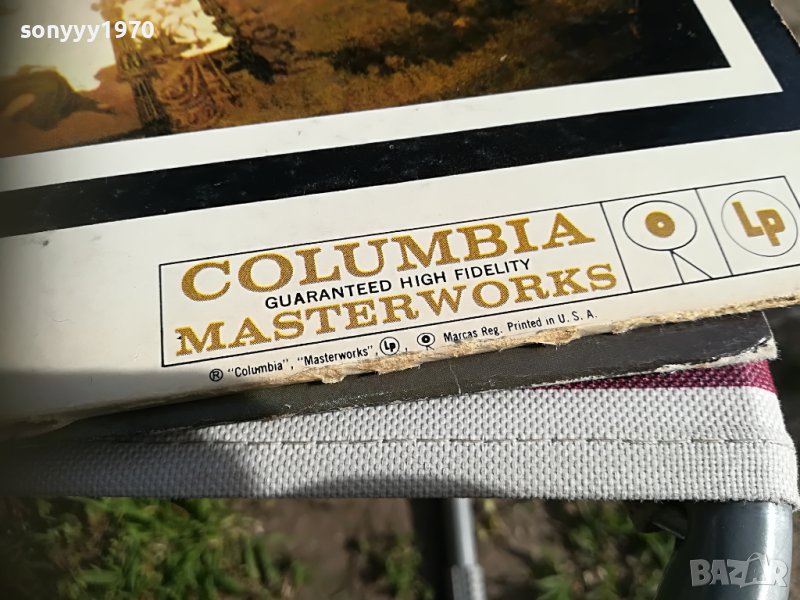 sonyyy1970
COLUMBIA
GUARANTEED HIGH FIDELITY
MASTERWORKS
Lp
® "Columbia", "Masterworks", Lp, Marcas Reg. Printed in U. S. A.
BAZAR